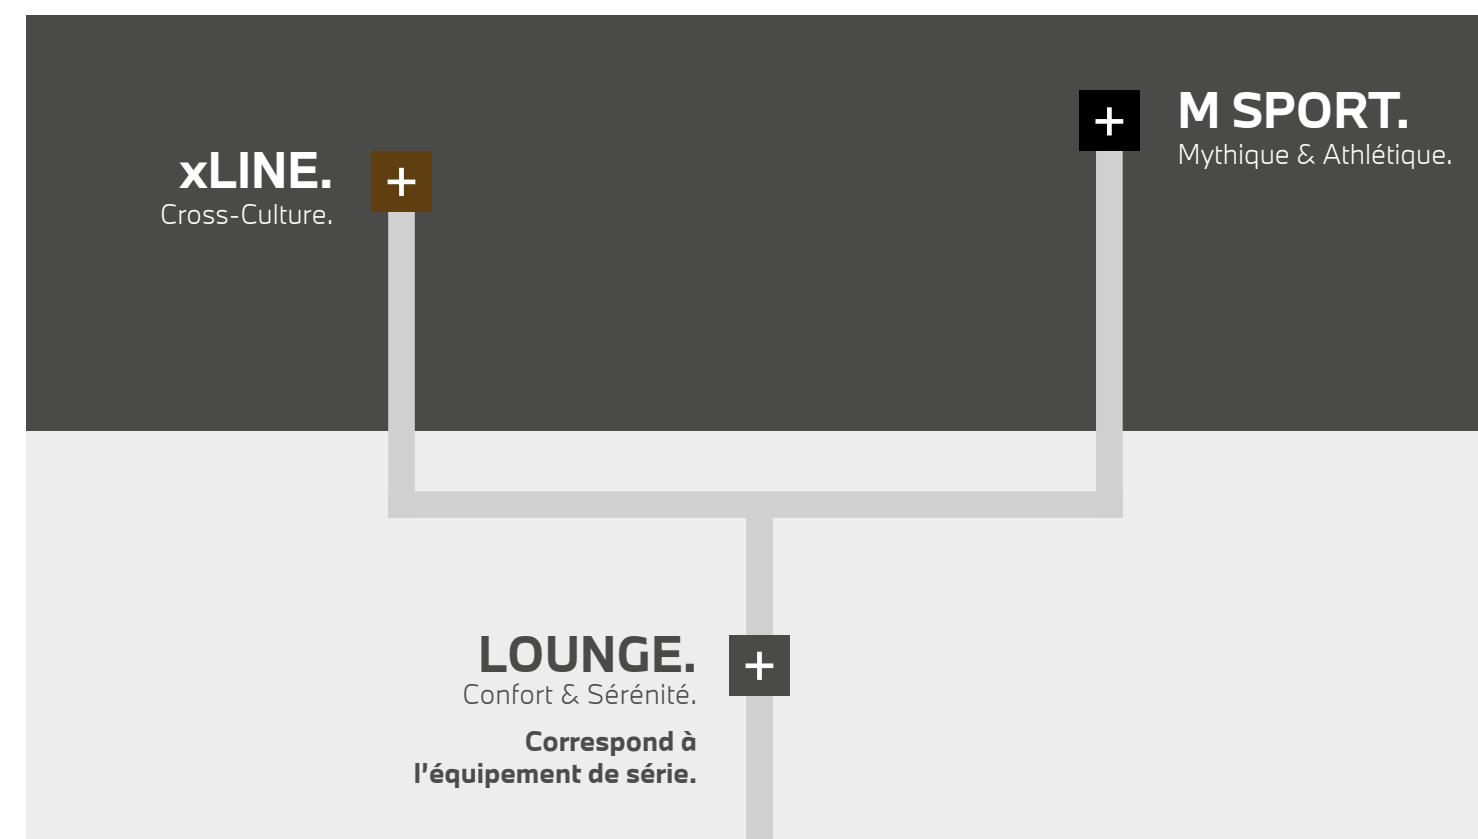 xLINE.
Cross-Culture.
M SPORT.
Mythique & Athlétique.
LOUNGE.
Confort & Sérénité.
Correspond à
l'équipement de série.